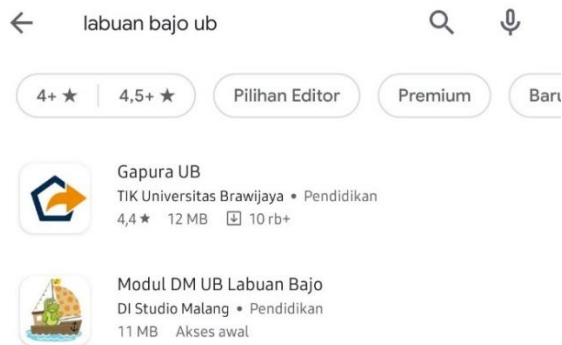 labuan bajo ub
4+ ★ 4,5+ ★ Pilihan Editor Premium Baru
Gapura UB
TIK Universitas Brawijaya • Pendidikan
4,4 ★ 12 MB 10 rb+
Modul DM UB Labuan Bajo
DI Studio Malang • Pendidikan
11 MB Akses awal